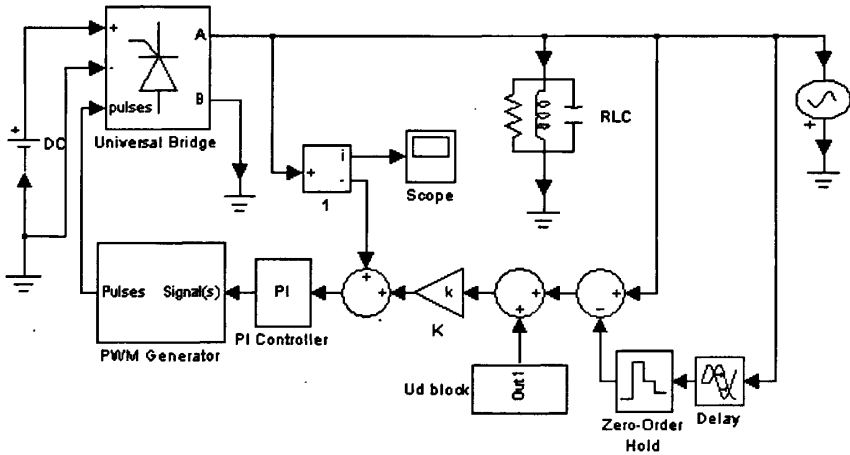 +
A
-
pulses
B
Universal Bridge
+
DC
RLC
+
+
i
-
1
Scope
Pulses
Signal(s)
PWM Generator
PI
PI Controller
+
+
k
K
+
+
+
−
Ud block
Out1
Zero-Order
Hold
Delay